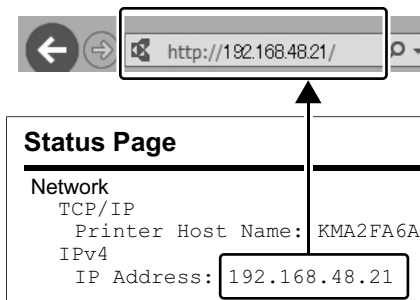 http://192.168.48.21/
Status Page
Network
TCP/IP
Printer Host Name: KMA2FA6A
IPv4
IP Address: 192.168.48.21